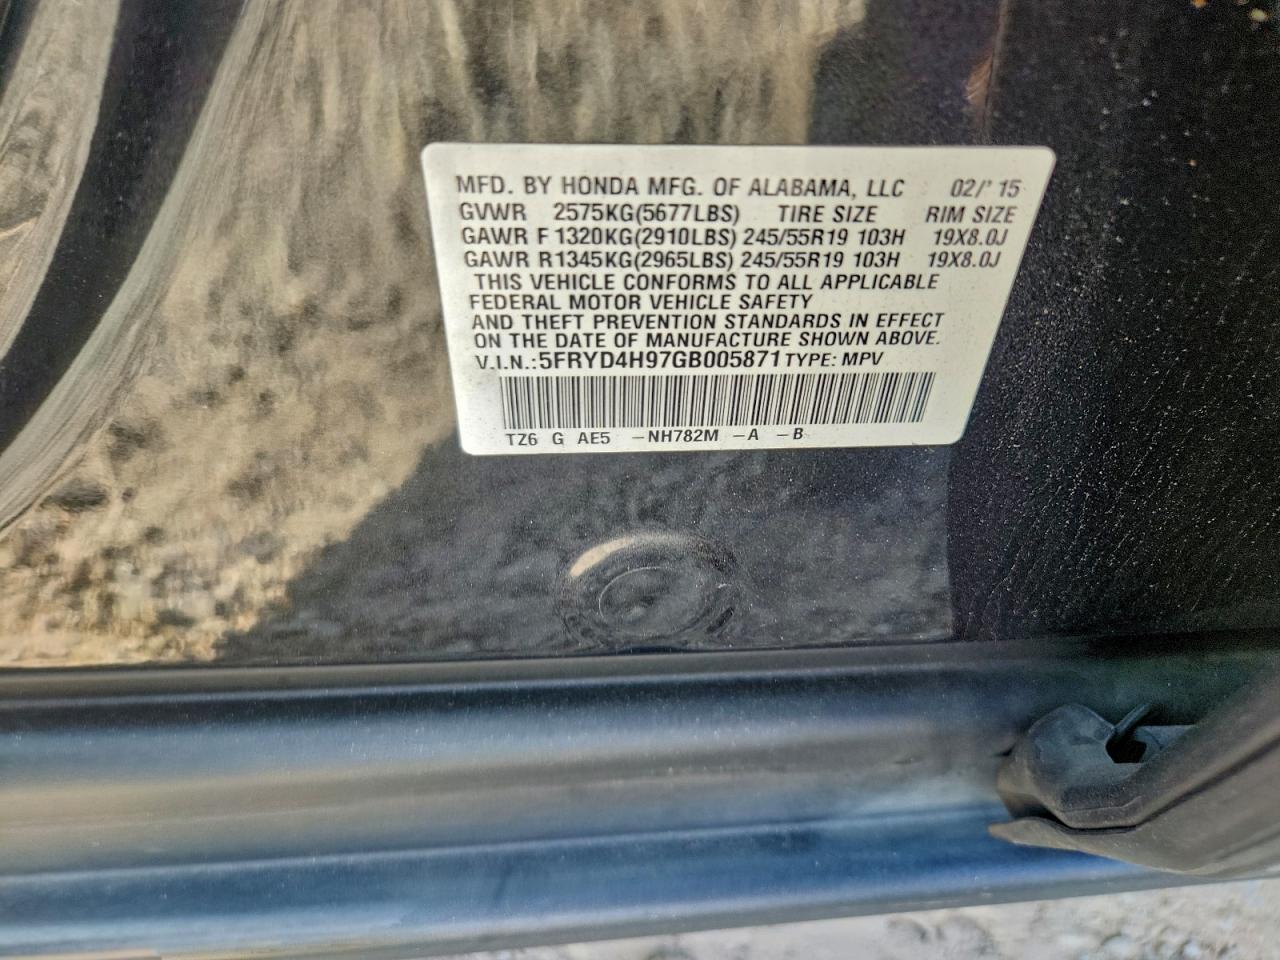 MFD. BY HONDA MFG. OF ALABAMA, LLC 02/' 15
GVWR 2575KG(5677LBS) TIRE SIZE RIM SIZE
GAWR F 1320KG(2910LBS) 245/55R19 103H 19X8.0J
GAWR R1345KG(2965LBS) 245/55R19 103H 19X8.0J
THIS VEHICLE CONFORMS TO ALL APPLICABLE
FEDERAL MOTOR VEHICLE SAFETY
AND THEFT PREVENTION STANDARDS IN EFFECT
ON THE DATE OF MANUFACTURE SHOWN ABOVE.
V.I.N.:5FRYD4H97GB005871 TYPE: MPV
TZ6 G AE5 -NH782M -A -B